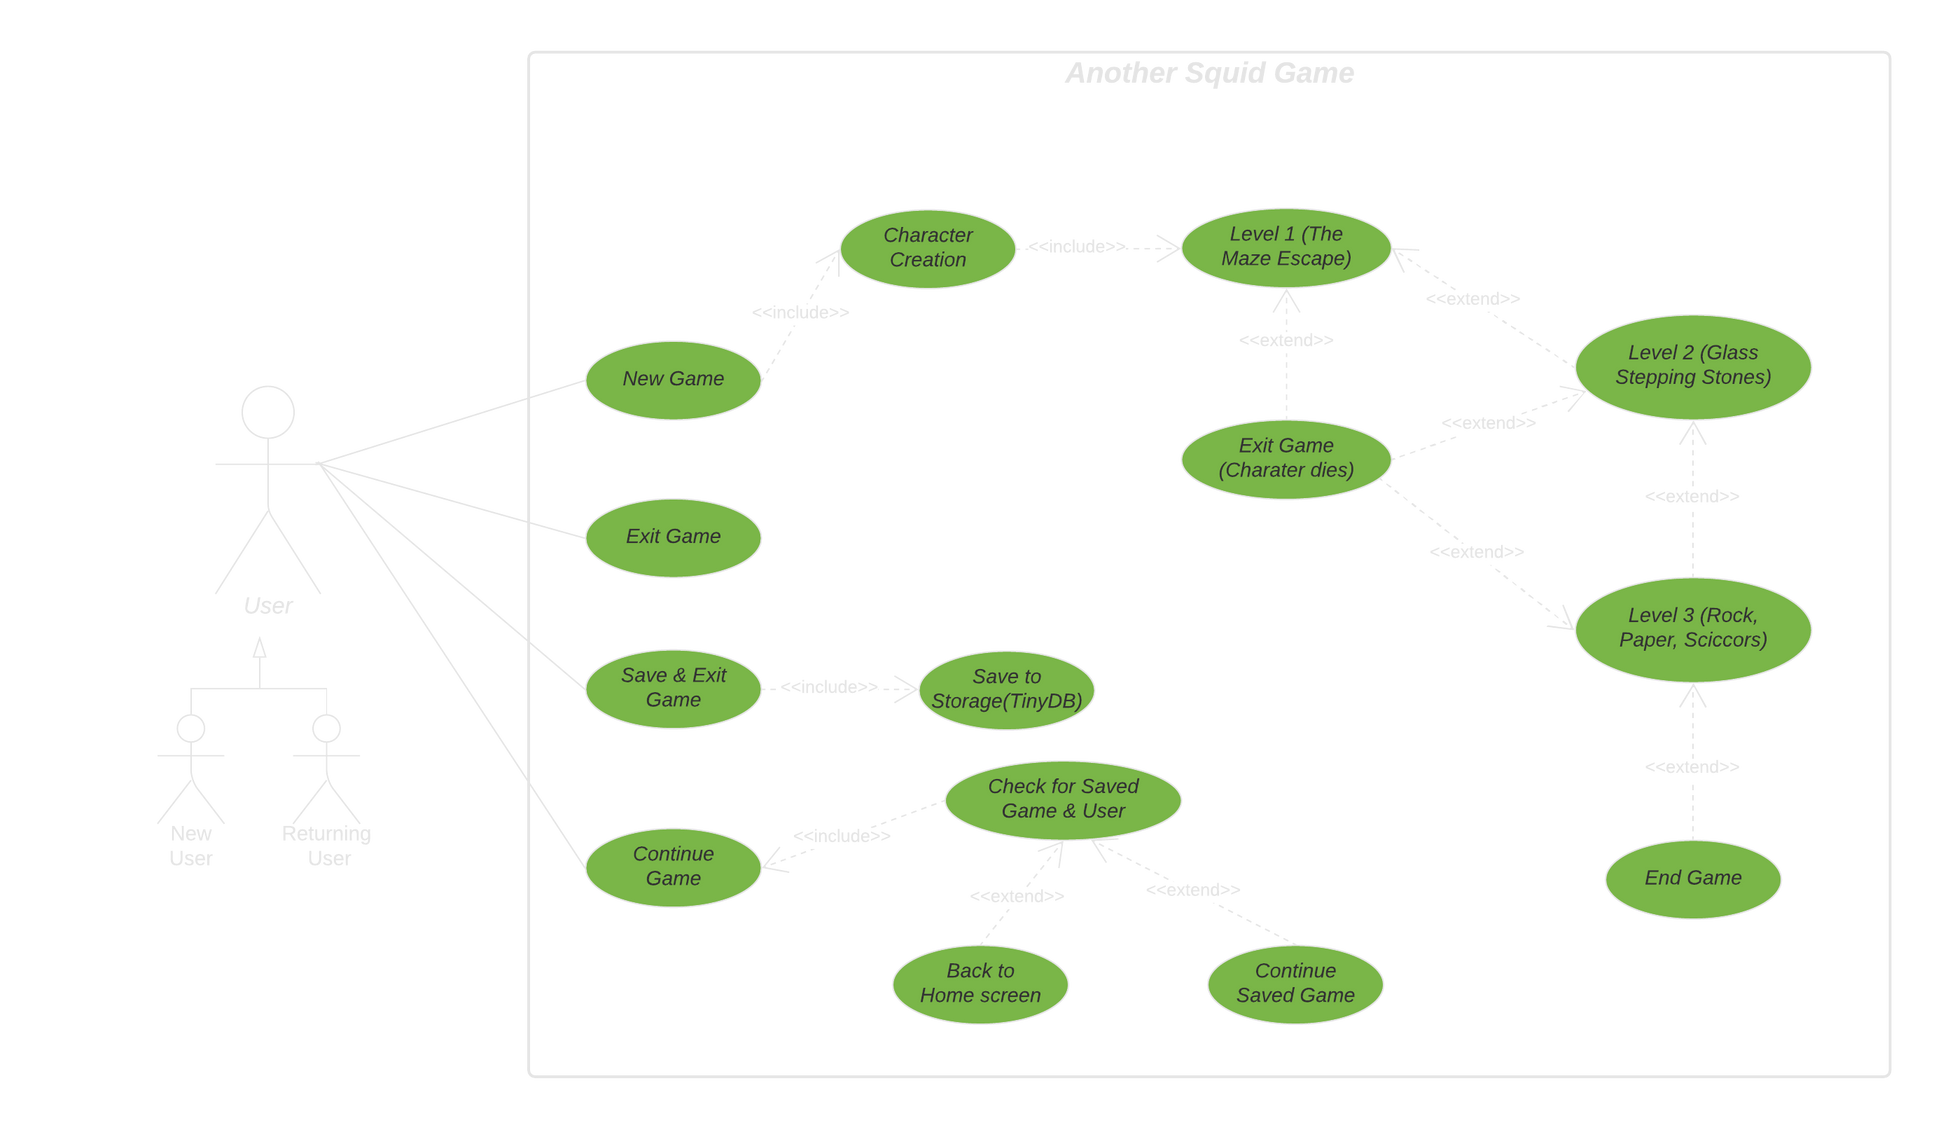 Another Squid Game
Character
Creation
<<include>>
Level 1 (The
Maze Escape)
<<extend>>
<<include>>
<<extend>>
Level 2 (Glass
Stepping Stones)
New Game
<<extend>>
Exit Game
(Charater dies)
<<extend>>
Exit Game
<<extend>>
User
Level 3 (Rock,
Paper, Sciccors)
Save & Exit
Game
<<include>>
Save to
Storage(TinyDB)
<<extend>>
Check for Saved
Game & User
New
User
Returning
User
<<include>>
Continue
Game
<<extend>>
<<extend>>
End Game
Back to
Home screen
Continue
Saved Game